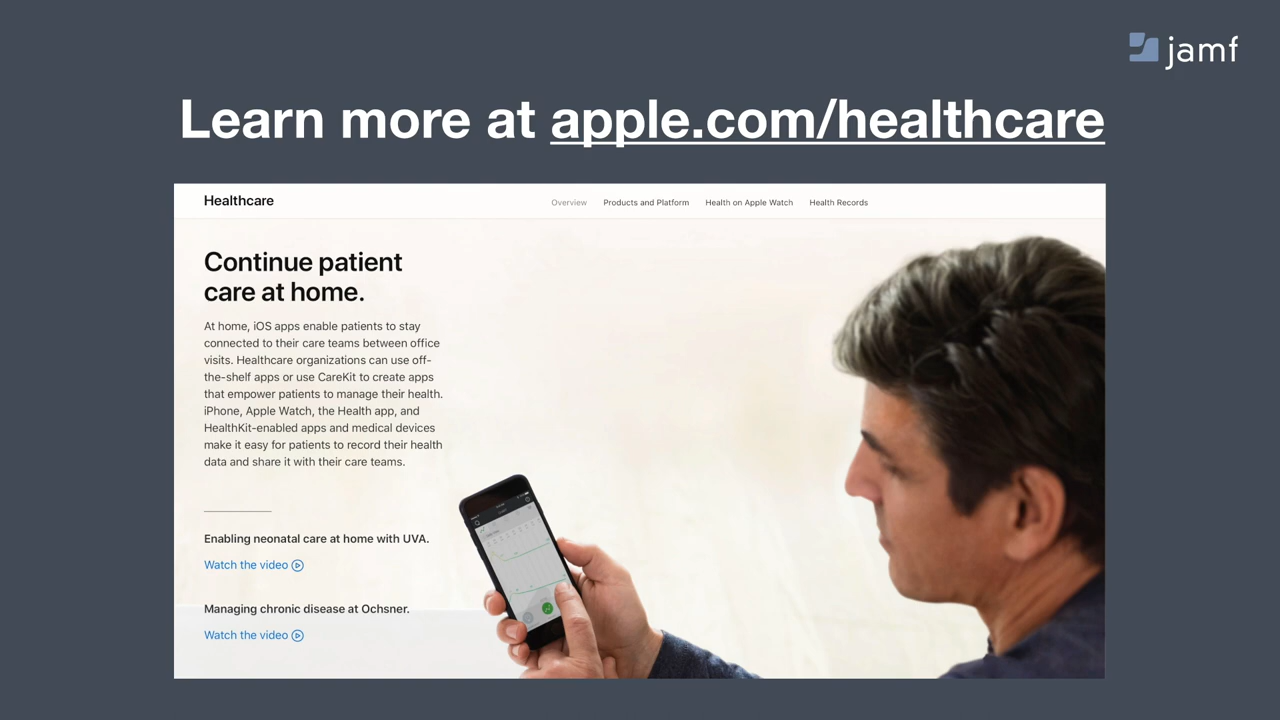 jamf
Learn more at apple.com/healthcare
Healthcare
Overview Products and Platform Health on Apple Watch Health Records
Continue patient
care at home.
At home, iOS apps enable patients to stay
connected to their care teams between office
visits. Healthcare organizations can use off-
the-shelf apps or use CareKit to create apps
that empower patients to manage their health.
iPhone, Apple Watch, the Health app, and
HealthKit-enabled apps and medical devices
make it easy for patients to record their health
data and share it with their care teams.
Enabling neonatal care at home with UVA.
Watch the video
Managing chronic disease at Ochsner.
Watch the video